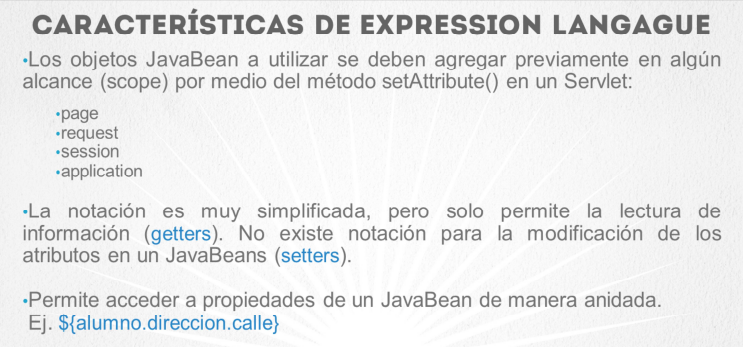 CARACTERÍSTICAS DE EXPRESSION LANGAGUE
•Los objetos JavaBean a utilizar se deben agregar previamente en algún
alcance (scope) por medio del método setAttribute() en un Servlet:
•page
•request
•session
•application
•La notación es muy simplificada, pero solo permite la lectura de
información (getters). No existe notación para la modificación de los
atributos en un JavaBeans (setters).
•Permite acceder a propiedades de un JavaBean de manera anidada.
Ej. ${alumno.direccion.calle}